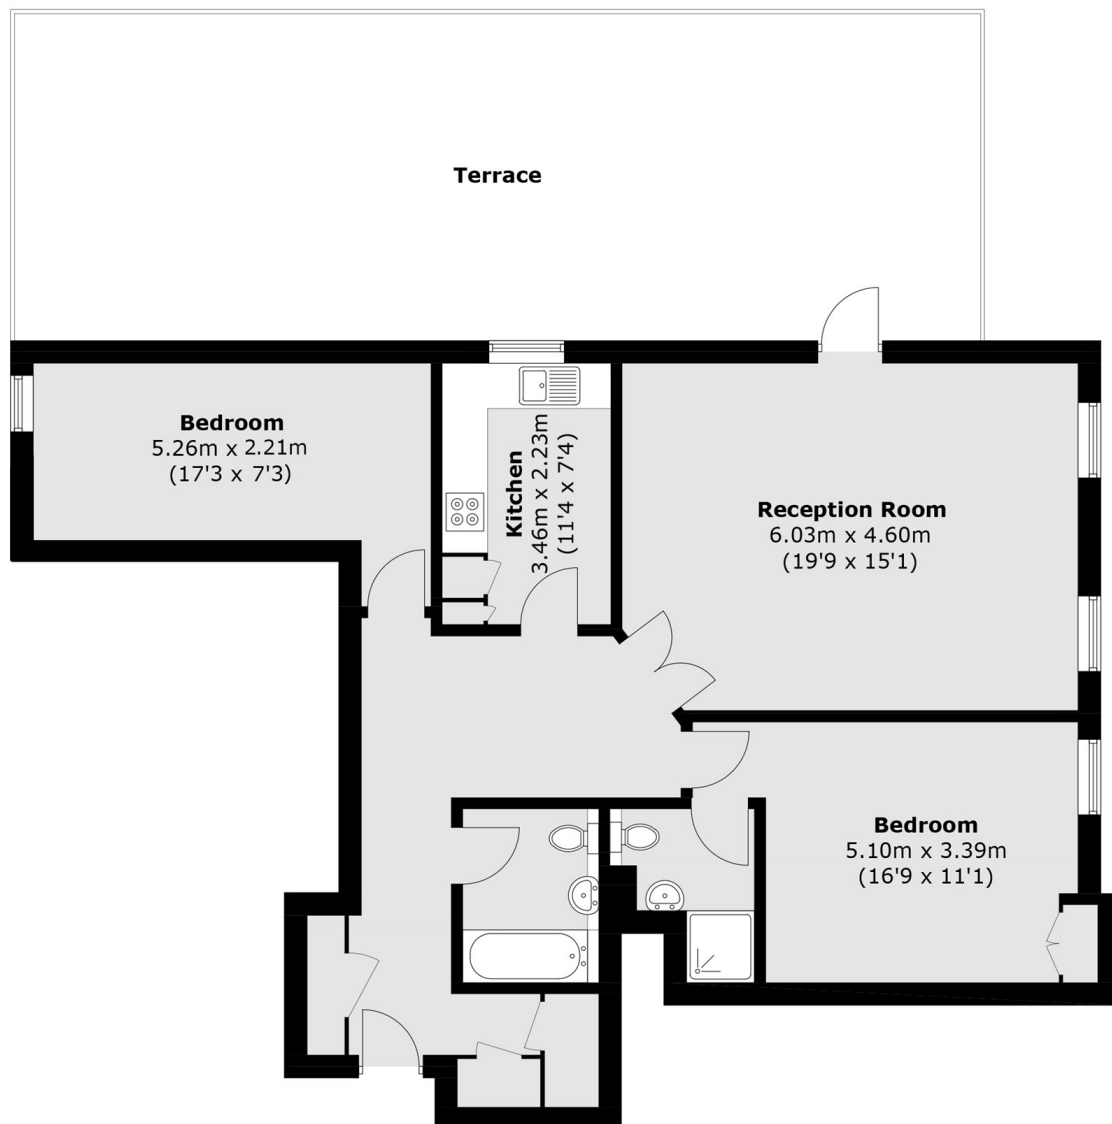 Terrace
Bedroom
5.26m x 2.21m
(17'3 x 7'3)
Kitchen
3.46m x 2.23m
(11'4 x 7'4)
Reception Room
6.03m x 4.60m
(19'9 x 15'1)
Bedroom
5.10m x 3.39m
(16'9 x 11'1)